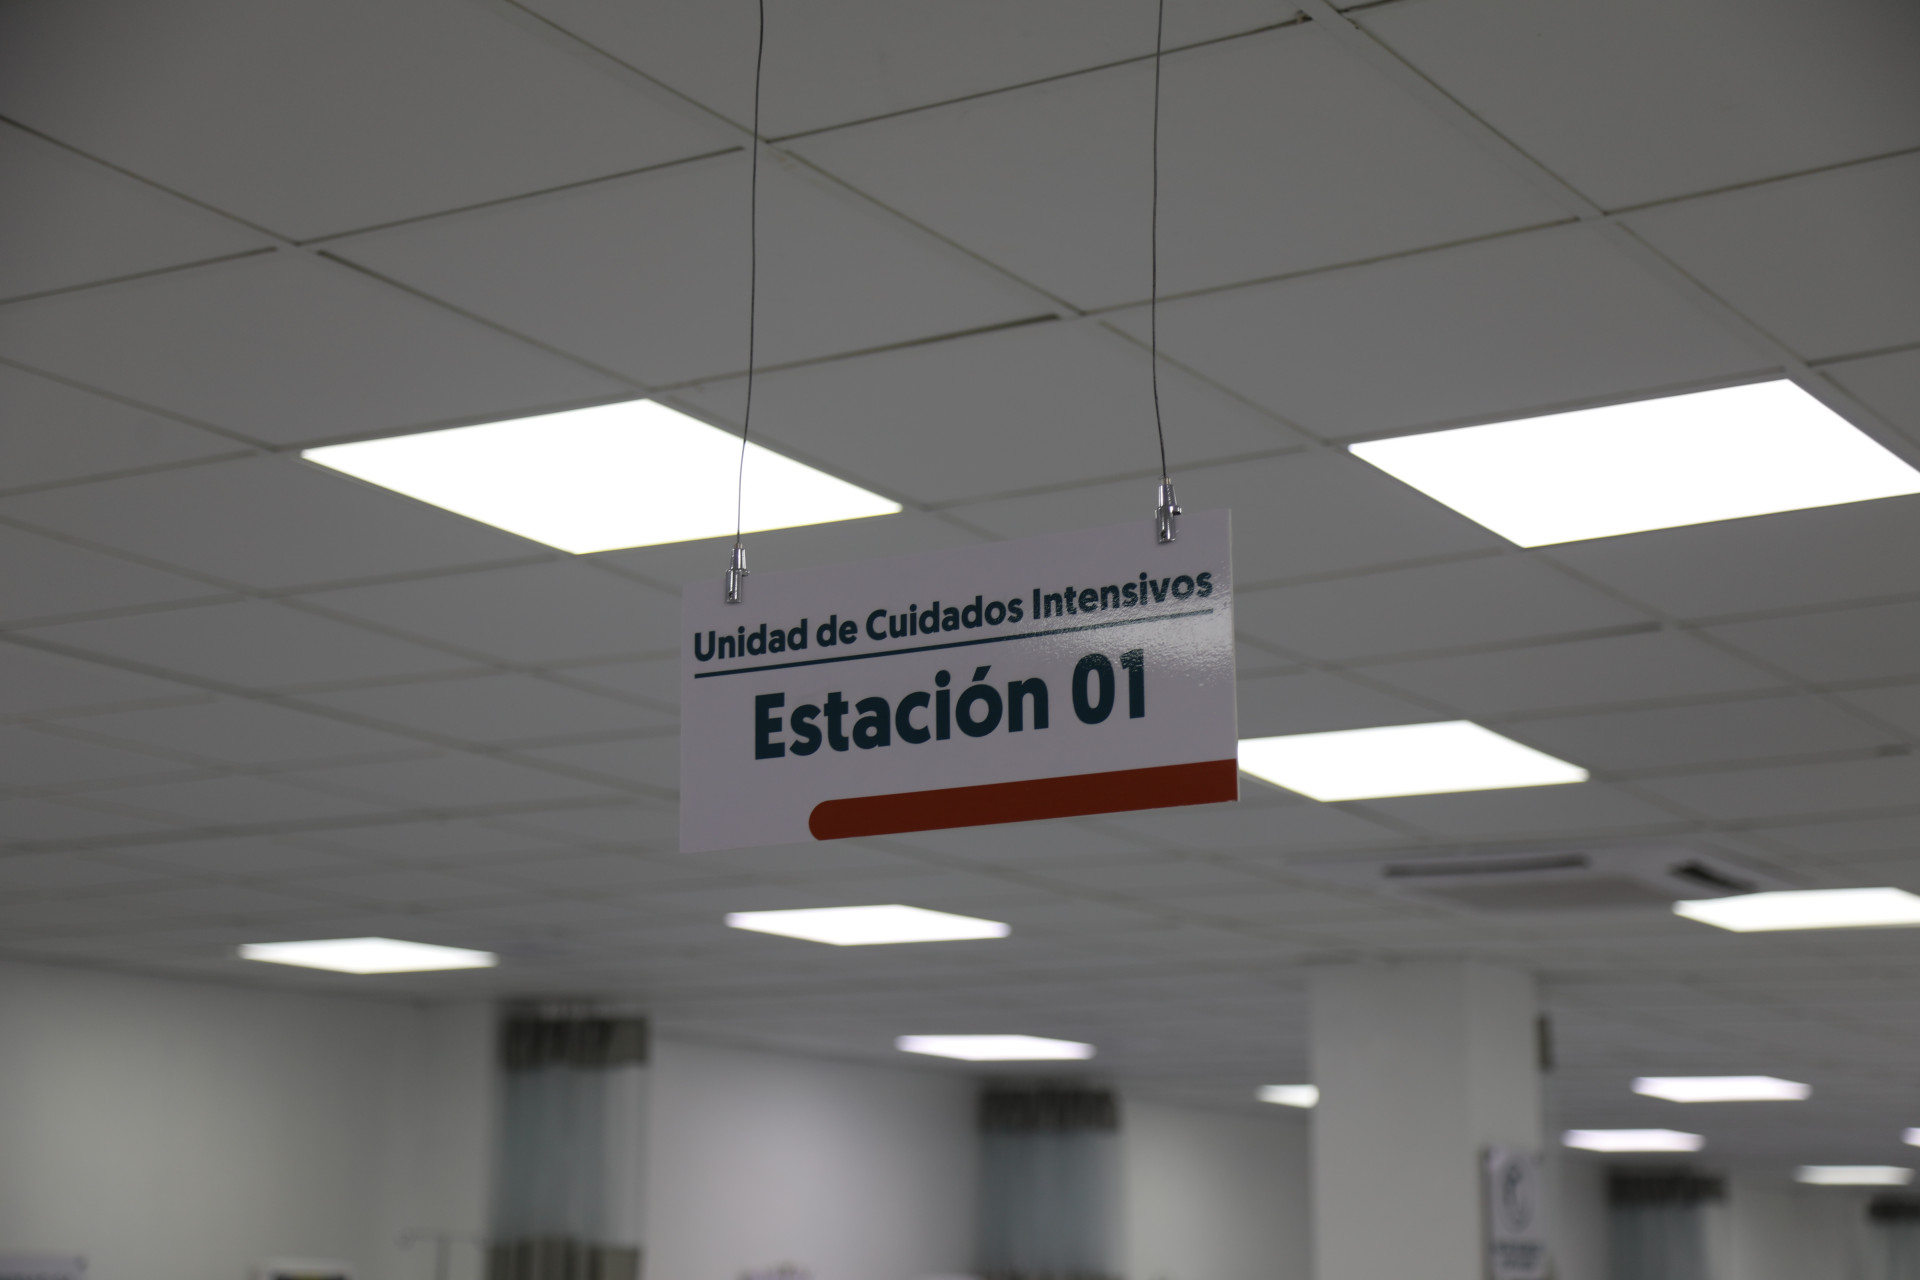 Unidad de Cuidados Intensivos
Estación 01